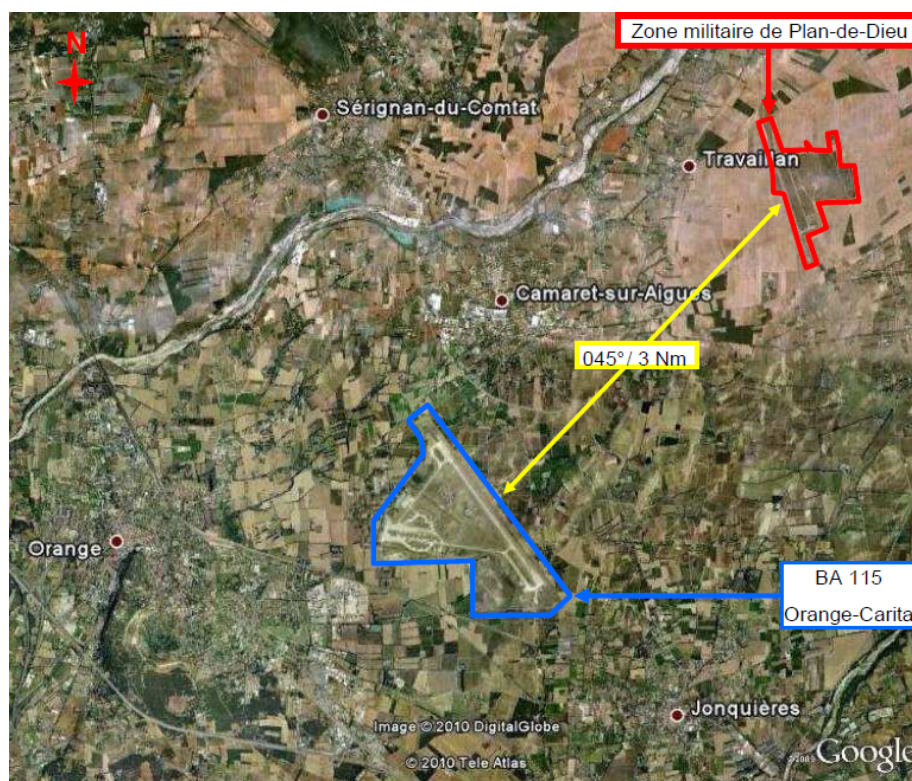 Zone militaire de Plan-de-Dieu
N
Sérignan-du-Comtat
Travaillan
Camaret-sur-Aigues
045°/ 3 Nm
Orange
BA 115
Orange-Carita
Jonquières
Image © 2010 DigitalGlobe
© 2010 Tele Atlas
Google